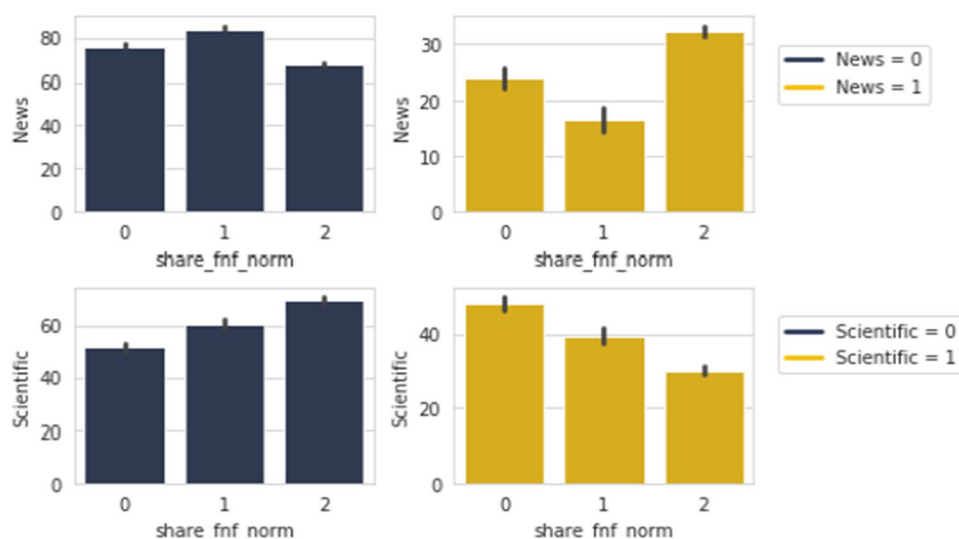 News
80
60
40
20
0
0 1 2
share_fnf_norm
News
30
20
10
0
0 1 2
share_fnf_norm
News = 0
News = 1
Scientific
60
40
20
0
0 1 2
share_fnf_norm
Scientific
40
20
0
0 1 2
share_fnf_norm
Scientific = 0
Scientific = 1